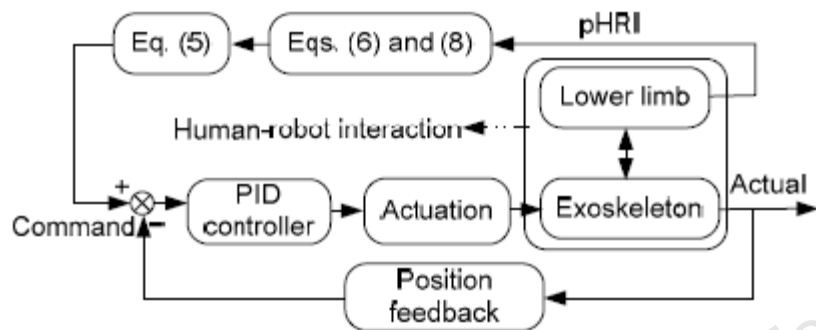 pHRI
Eq. (5)
Eqs. (6) and (8)
Lower limb
Human-robot interaction
+
PID
controller
Actuation
Exoskeleton
Actual
Command
−
Position
feedback